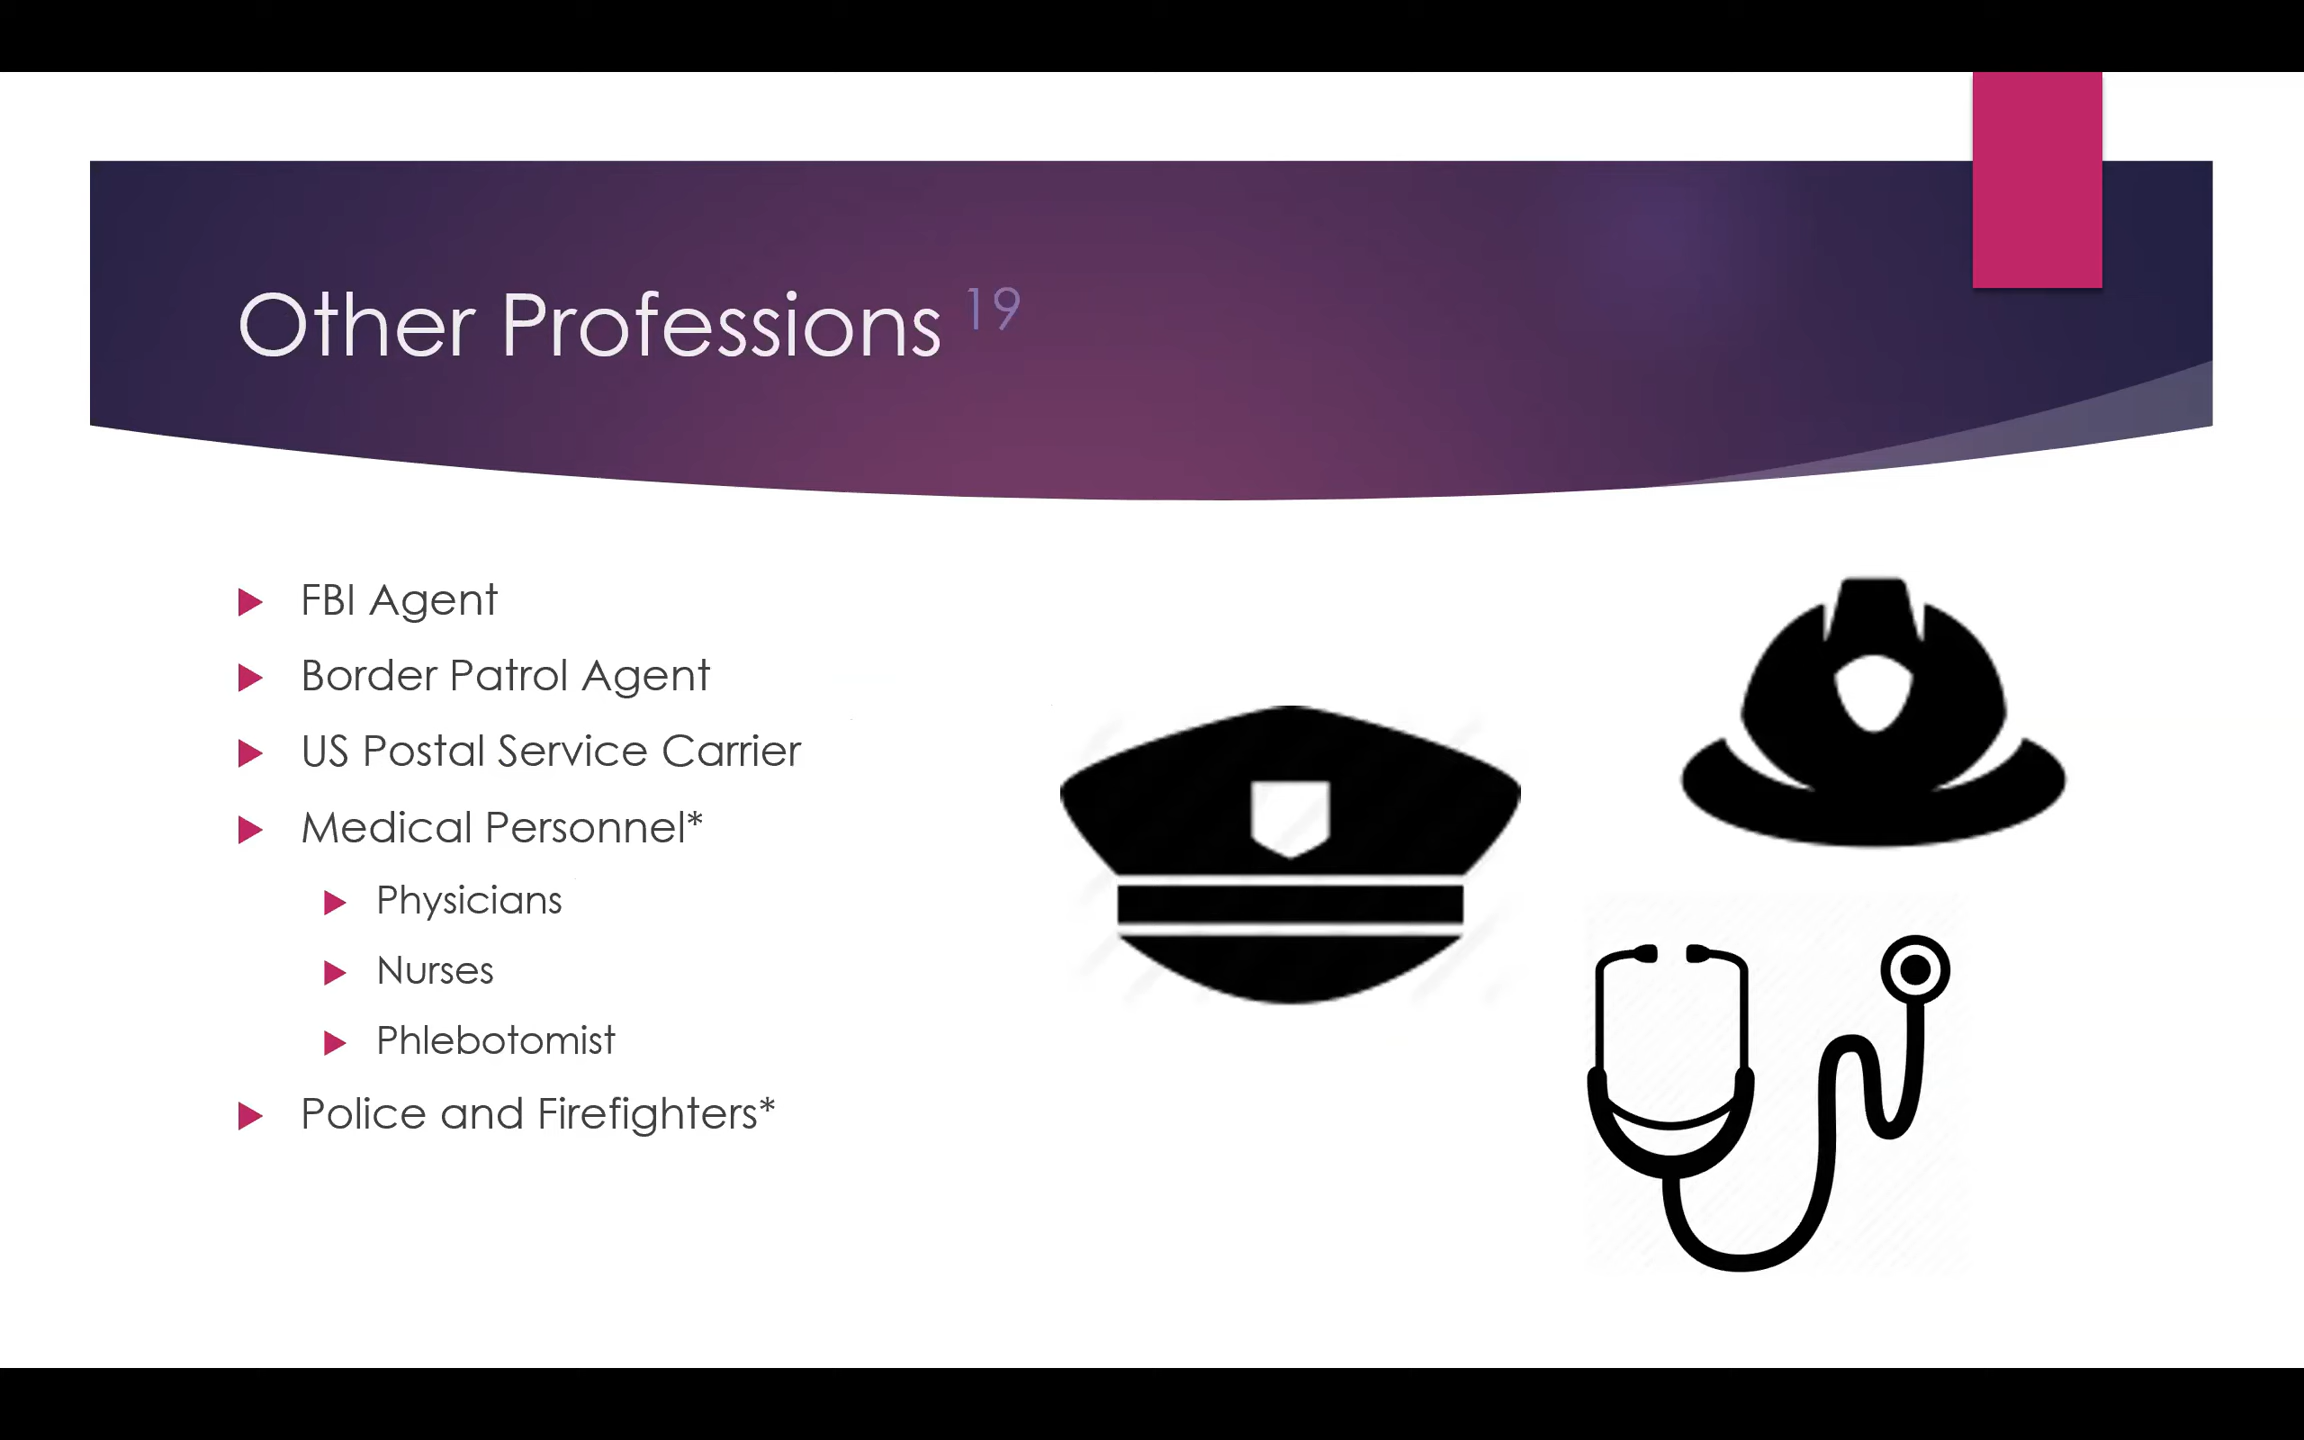 Other Professions 19
FBI Agent
Border Patrol Agent
US Postal Service Carrier
Medical Personnel*
Physicians
Nurses
Phlebotomist
Police and Firefighters*